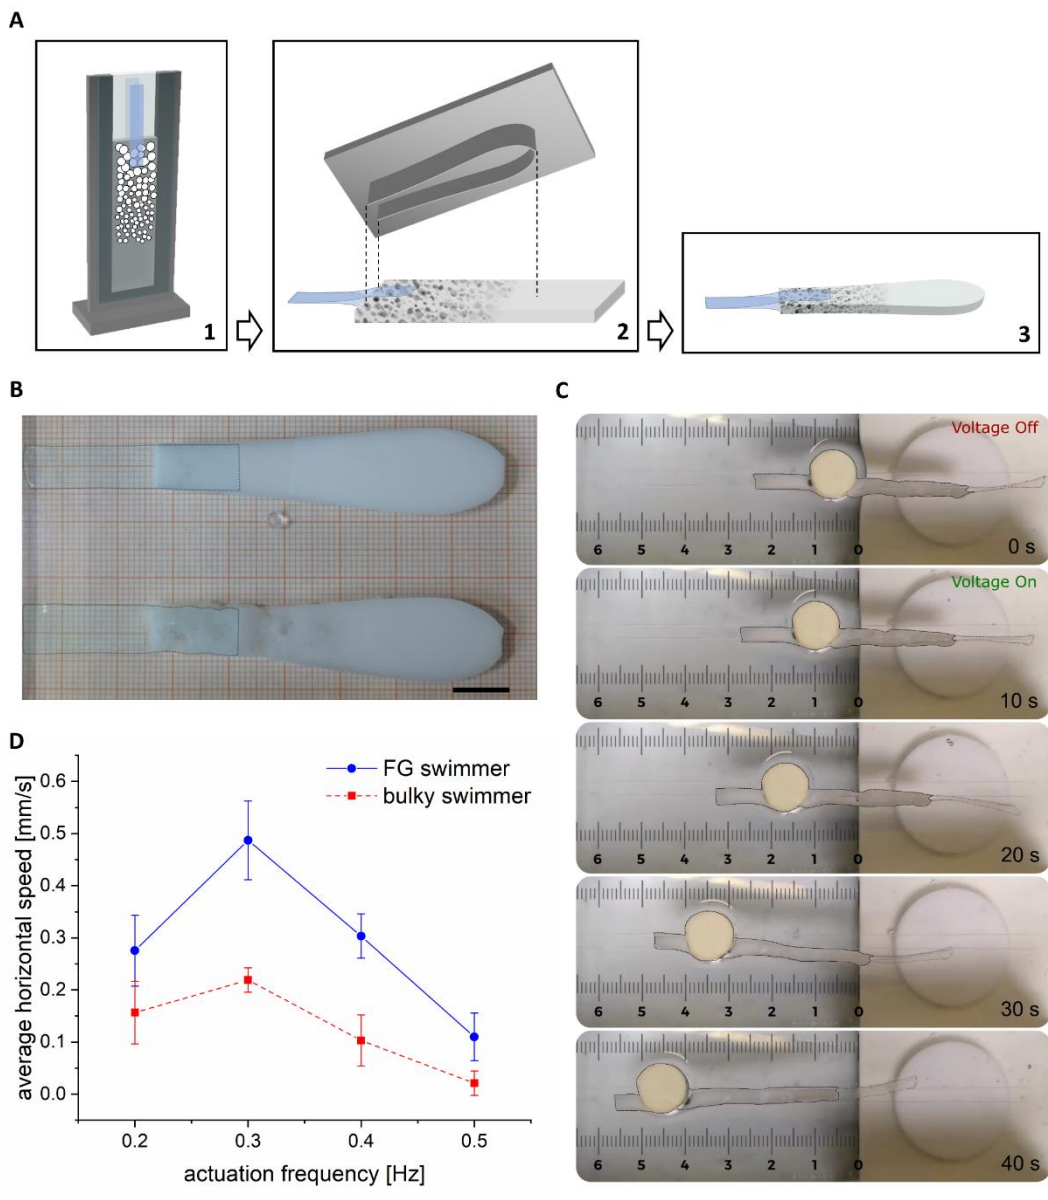 A
1
2
3
B
C
Voltage Off
6 5 4 3 2 1 0
0 s
Voltage On
6 5 4 3 2 1 0
10 s
6 5 4 3 2 1 0
20 s
6 5 4 3 2 1 0
30 s
6 5 4 3 2 1 0
40 s
D
FG swimmer
bulky swimmer
average horizontal speed [mm/s]
0.6
0.5
0.4
0.3
0.2
0.1
0.0
0.2 0.3 0.4 0.5
actuation frequency [Hz]